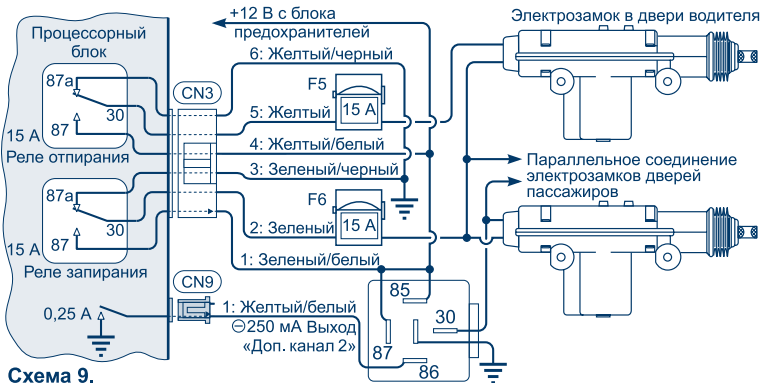 +12 В с блока
предохранителей
Электрозамок в двери водителя
Процессорный
блок
87а
30
87
15 А
Реле отпирания
87а
30
87
15 А
Реле запирания
0,25 А
CN3
6: Желтый/черный
F5
15 А
5: Желтый
4: Желтый/белый
3: Зеленый/черный
F6
15 А
2: Зеленый
1: Зеленый/белый
Параллельное соединение
электрозамков дверей
пассажиров
CN9
1: Желтый/белый
⊖250 мА Выход
«Доп. канал 2»
85
30
87
86
Схема 9.